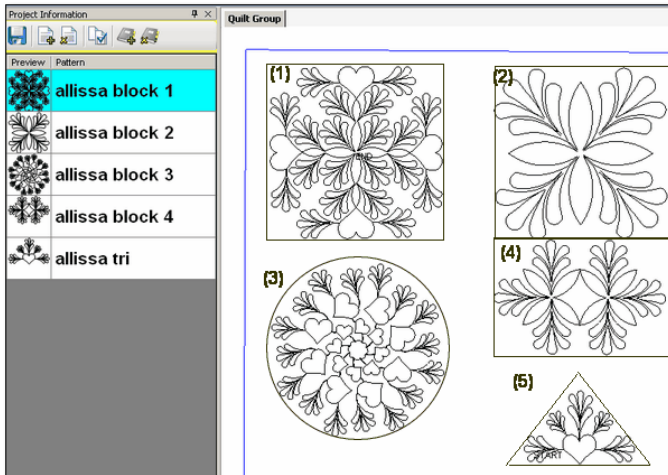 Project Information
Quilt Group
Preview Pattern
allissa block 1
allissa block 2
allissa block 3
allissa block 4
allissa tri
(1)
(2)
(3)
(4)
(5)
END
START